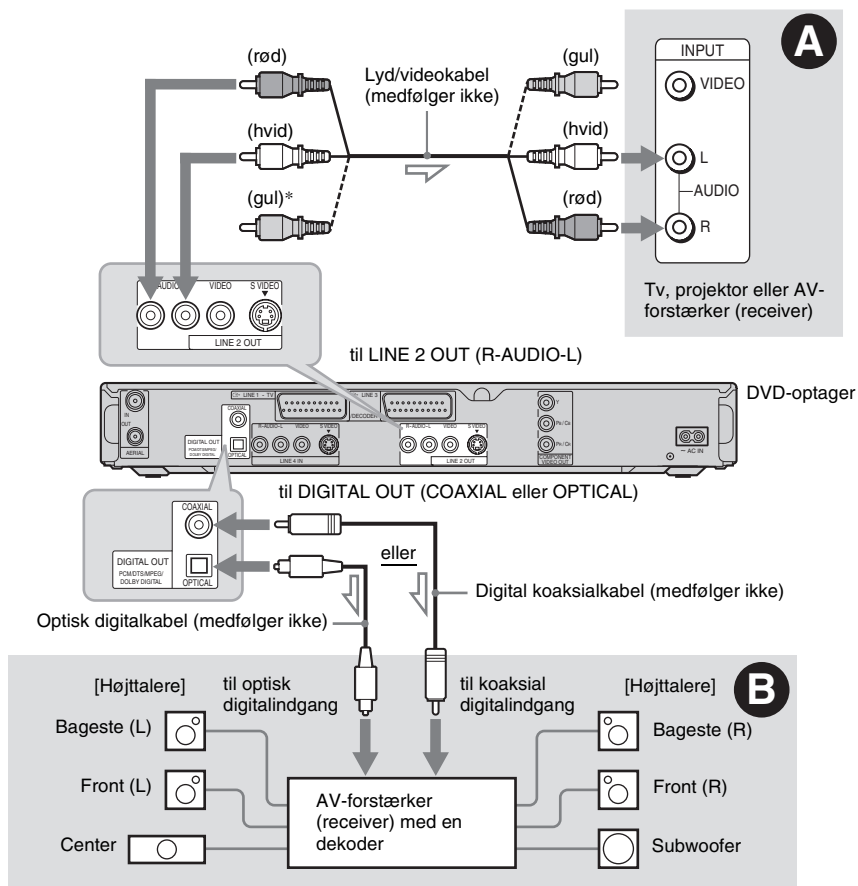 A
INPUT
VIDEO
L
AUDIO
R
(rød)
(gul)
Lyd/videokabel
(medfølger ikke)
(hvid)
(hvid)
(gul)*
(rød)
Tv, projektor eller AV-
forstærker (receiver)
AUDIO VIDEO S VIDEO
LINE 2 OUT
til LINE 2 OUT (R-AUDIO-L)
DVD-optager
IN
OUT
AERIAL
LINE 1 - TV
LINE 3
/DECODER
COAXIAL
DIGITAL OUT
PCM/DTS/MPEG/
DOLBY DIGITAL
OPTICAL
R-AUDIO-L VIDEO S VIDEO
LINE 4 IN
R-AUDIO-L VIDEO S VIDEO
LINE 2 OUT
Y
PB/CB
PR/CR
COMPONENT
VIDEO OUT
~ AC IN
til DIGITAL OUT (COAXIAL eller OPTICAL)
COAXIAL
DIGITAL OUT
PCM/DTS/MPEG/
DOLBY DIGITAL
OPTICAL
eller
Digital koaksialkabel (medfølger ikke)
Optisk digitalkabel (medfølger ikke)
B
[Højttalere]
til optisk
digitalindgang
til koaksial
digitalindgang
[Højttalere]
Bageste (L)
Bageste (R)
Front (L)
Front (R)
Center
Subwoofer
AV-forstærker
(receiver) med en
dekoder